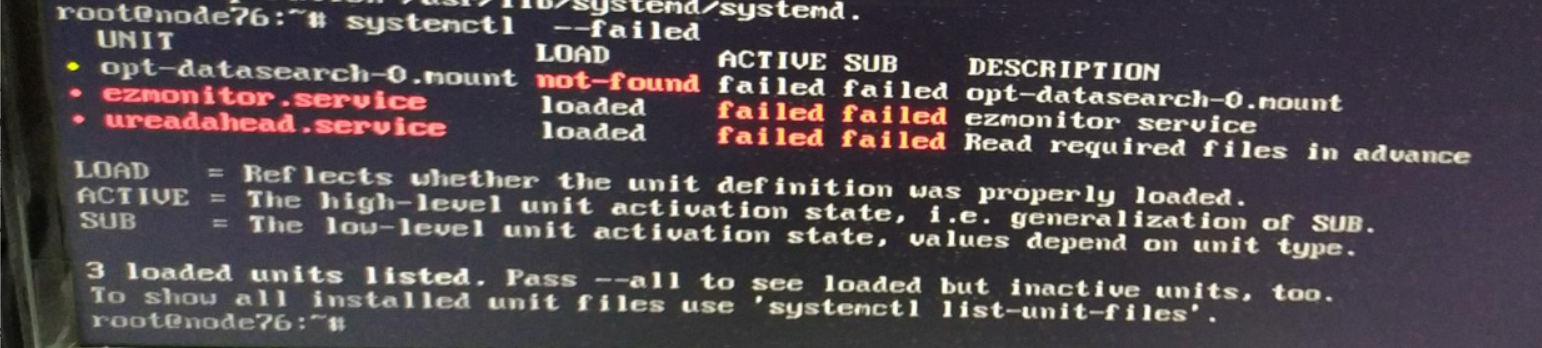 /usr/lib/systemd/systemd.
root@node76:~# systemctl  --failed
UNIT LOAD ACTIVE SUB DESCRIPTION
● opt-datasearch-0.mount not-found failed failed opt-datasearch-0.mount
● ezmonitor.service loaded failed failed ezmonitor service
● ureadahead.service loaded failed failed Read required files in advance
LOAD = Reflects whether the unit definition was properly loaded.
ACTIVE = The high-level unit activation state, i.e. generalization of SUB.
SUB = The low-level unit activation state, values depend on unit type.
3 loaded units listed. Pass --all to see loaded but inactive units, too.
To show all installed unit files use 'systemctl list-unit-files'.
root@node76:~#